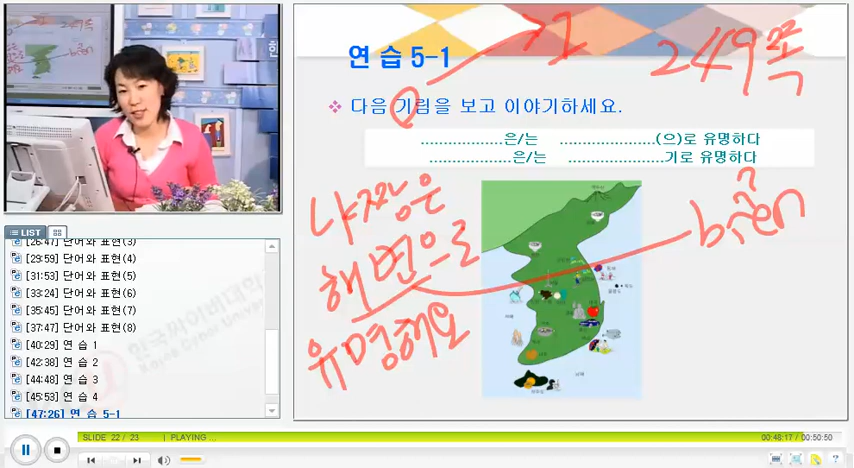 연 습 5-1
249쪽
다음 기림을 보고 이야기하세요.
....................은/는 .......................(으)로 유명하다
....................은/는 .......................기로 유명하다
나짱은
해변으로
유명해요
biển
LIST
[26:47] 단어와 표현(3)
[29:59] 단어와 표현(4)
[31:53] 단어와 표현(5)
[33:24] 단어와 표현(6)
[35:45] 단어와 표현(7)
[37:47] 단어와 표현(8)
[40:29] 연 습 1
[42:38] 연 습 2
[44:48] 연 습 3
[45:53] 연 습 4
[47:26] 연 습 5-1
SLIDE 22 / 23 | PLAYING ...
00:48:17 / 00:50:50